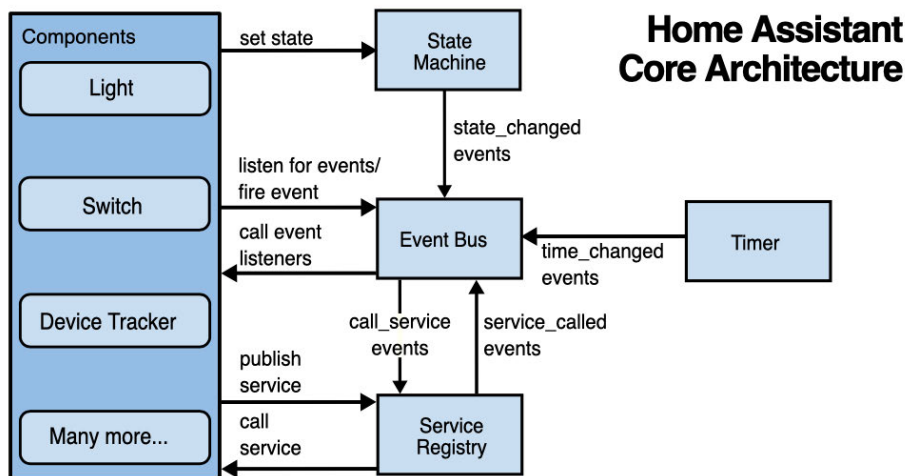 Home Assistant
Core Architecture
Components
Light
Switch
Device Tracker
Many more...
set state
State
Machine
state_changed
events
listen for events/
fire event
call event
listeners
Event Bus
time_changed
events
Timer
call_service
events
service_called
events
publish
service
call
service
Service
Registry